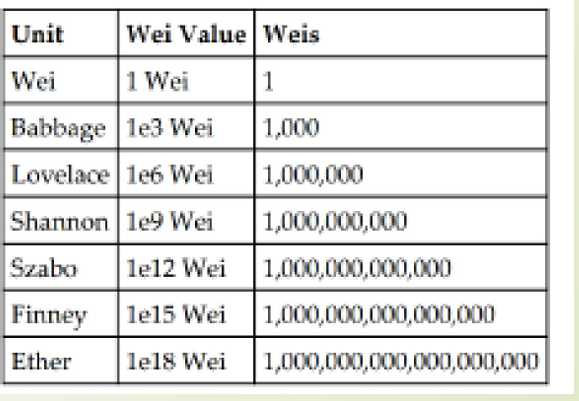 Unit Wei Value Weis
Wei 1 Wei 1
Babbage 1e3 Wei 1,000
Lovelace 1e6 Wei 1,000,000
Shannon 1e9 Wei 1,000,000,000
Szabo 1e12 Wei 1,000,000,000,000
Finney 1e15 Wei 1,000,000,000,000,000
Ether 1e18 Wei 1,000,000,000,000,000,000